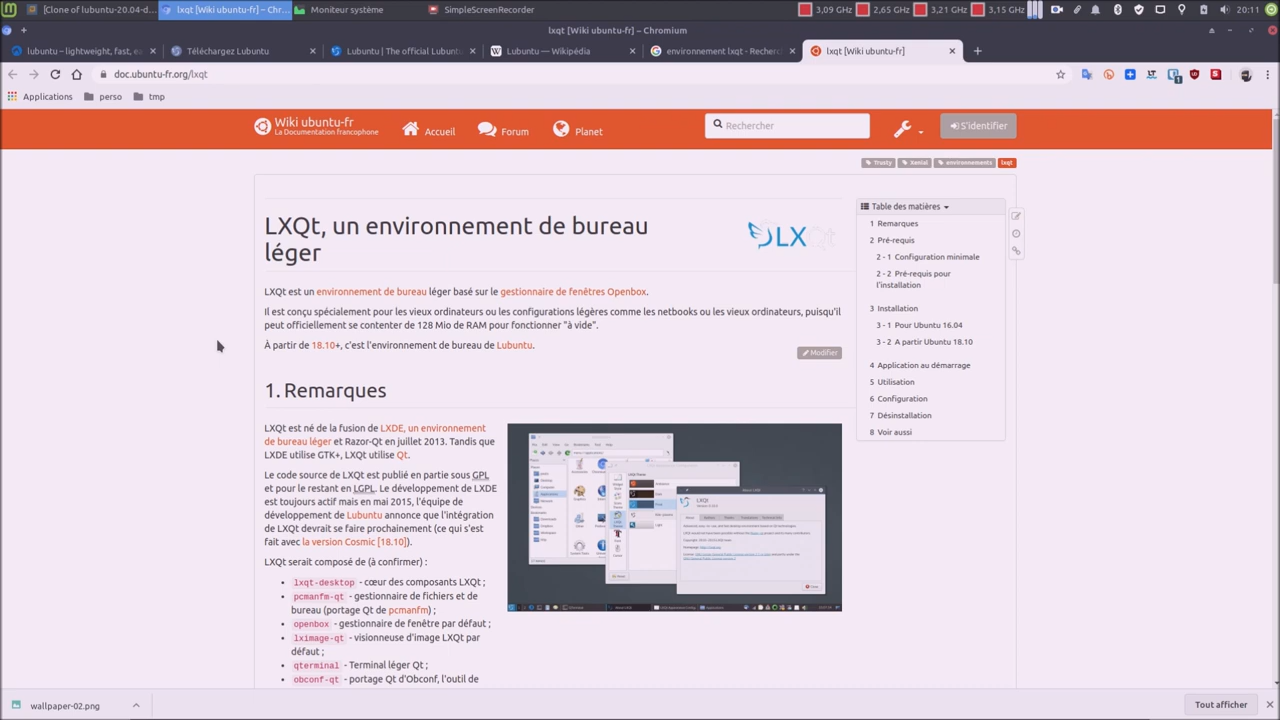 [Clone of lubuntu-20.04-d...
lxqt [Wiki ubuntu-fr] – Chr...
Moniteur système
SimpleScreenRecorder
3,09 GHz
2,65 GHz
3,21 GHz
3,15 GHz
20:11
lxqt [Wiki ubuntu-fr] – Chromium
lubuntu – lightweight, fast, ea
Téléchargez Lubuntu
Lubuntu | The official Lubuntu
Lubuntu — Wikipédia
environnement lxqt - Recherc
lxqt [Wiki ubuntu-fr]
doc.ubuntu-fr.org/lxqt
Applications
perso
tmp
Wiki ubuntu-fr
La Documentation francophone
Accueil
Forum
Planet
Rechercher
S'identifier
Trusty
Xenial
environnements
lxqt
LXQt, un environnement de bureau
léger
LXQt
LXQt est un environnement de bureau léger basé sur le gestionnaire de fenêtres Openbox.
Il est conçu spécialement pour les vieux ordinateurs ou les configurations légères comme les netbooks ou les vieux ordinateurs, puisqu'il
peut officiellement se contenter de 128 Mio de RAM pour fonctionner "à vide".
À partir de 18.10+, c'est l'environnement de bureau de Lubuntu.
Modifier
Table des matières
1 Remarques
2 Pré-requis
2 - 1 Configuration minimale
2 - 2 Pré-requis pour
l'installation
3 Installation
3 - 1 Pour Ubuntu 16.04
3 - 2 A partir Ubuntu 18.10
4 Application au démarrage
5 Utilisation
6 Configuration
7 Désinstallation
8 Voir aussi
1. Remarques
LXQt est né de la fusion de LXDE, un environnement
de bureau léger et Razor-Qt en juillet 2013. Tandis que
LXDE utilise GTK+, LXQt utilise Qt.
Le code source de LXQt est publié en partie sous GPL
et pour le restant en LGPL. Le développement de LXDE
est toujours actif mais en mai 2015, l'équipe de
développement de Lubuntu annonce que l'intégration
de LXQt devrait se faire prochainement (ce qui s'est
fait avec la version Cosmic [18.10]).
LXQt serait composé de (à confirmer) :
• lxqt-desktop - cœur des composants LXQt ;
• pcmanfm-qt - gestionnaire de fichiers et de
bureau (portage Qt de pcmanfm) ;
• openbox - gestionnaire de fenêtre par défaut ;
• lximage-qt - visionneuse d'image LXQt par
défaut ;
• qterminal - Terminal léger Qt ;
• obconf-qt - portage Qt d'Obconf, l'outil de
LXQt
wallpaper-02.png
Tout afficher